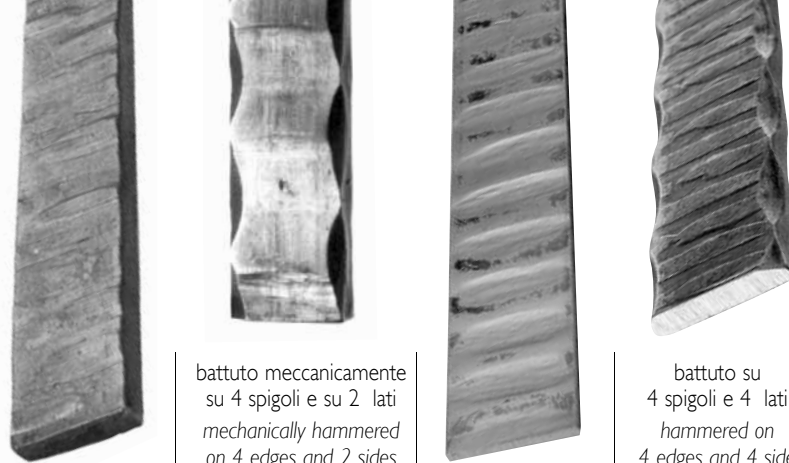 battuto meccanicamente
su 4 spigoli e su 2 lati
mechanically hammered
on 4 edges and 2 sides
battuto su
4 spigoli e 4 lati
hammered on
4 edges and 4